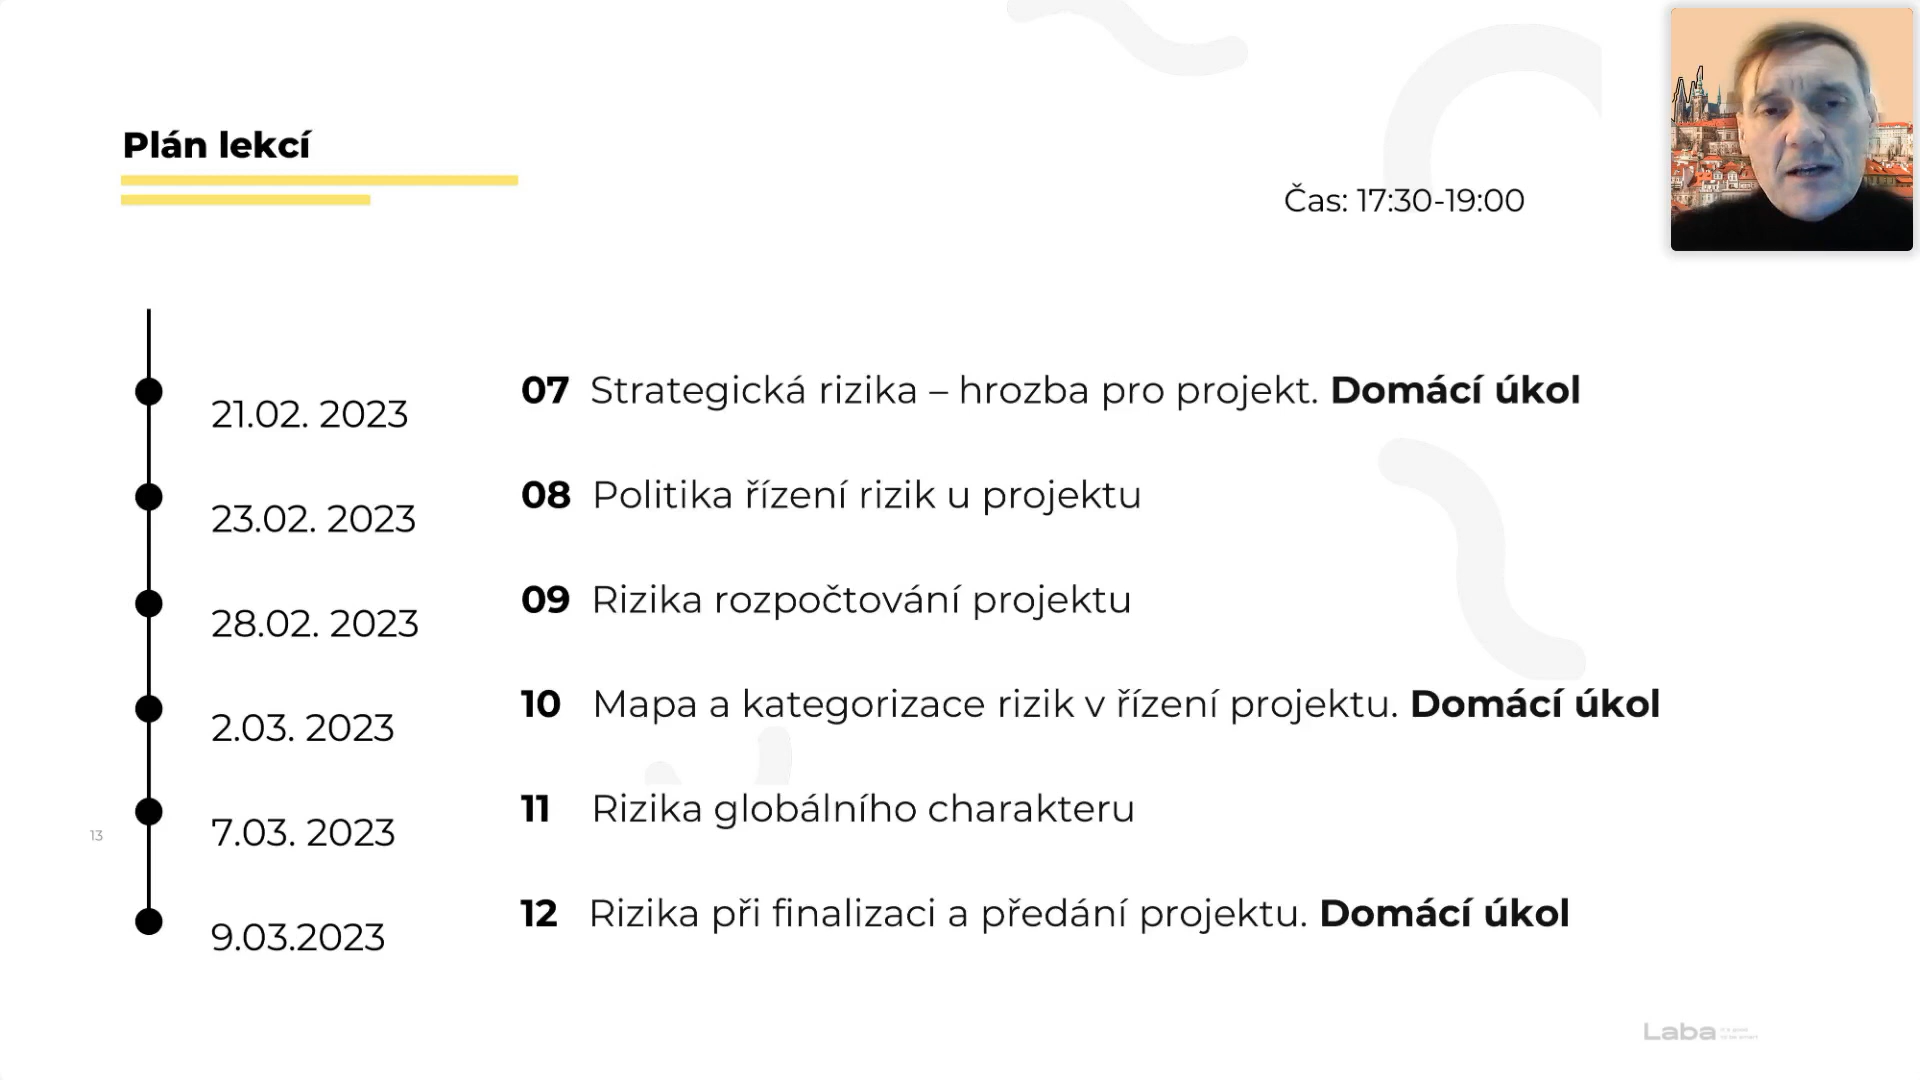 Plán lekcí
Čas: 17:30-19:00
21.02. 2023
07 Strategická rizika – hrozba pro projekt. Domácí úkol
23.02. 2023
08 Politika řízení rizik u projektu
28.02. 2023
09 Rizika rozpočtování projektu
2.03. 2023
10 Mapa a kategorizace rizik v řízení projektu. Domácí úkol
7.03. 2023
11 Rizika globálního charakteru
13
9.03.2023
12 Rizika při finalizaci a předání projektu. Domácí úkol
Laba